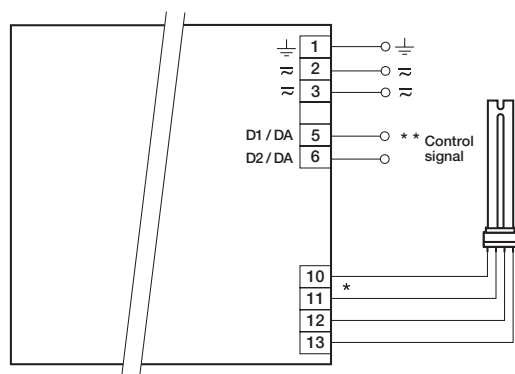 1
≂ 2 ≂
≂ 3 ≂
D1 / DA 5 * * Control
D2 / DA 6 signal
10
11 *
12
13